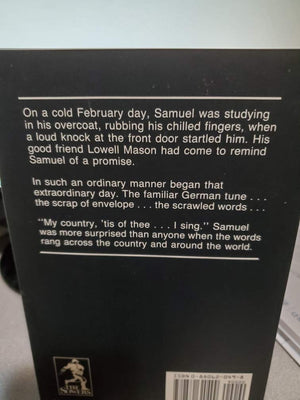 On a cold February day, Samuel was studying
in his overcoat, rubbing his chilled fingers, when
a loud knock at the front door startled him. His
good friend Lowell Mason had come to remind
Samuel of a promise.
In such an ordinary manner began that
extraordinary day. The familiar German tune . . .
the scrap of envelope . . . the scrawled words . . .
"My country, 'tis of thee . . . I sing." Samuel
was more surprised than anyone when the words
rang across the country and around the world.
THE SOWERS